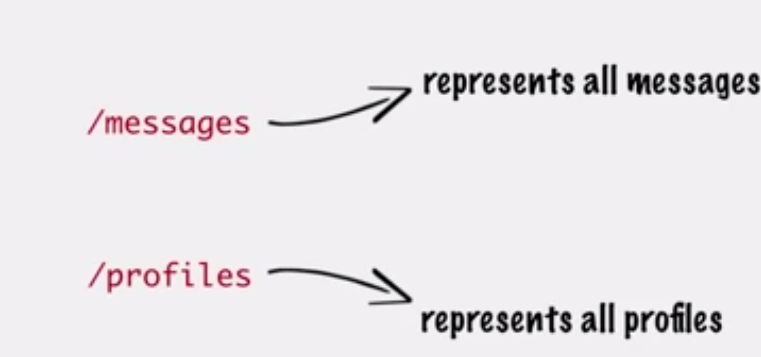 represents all messages
/messages
/profiles
represents all profiles